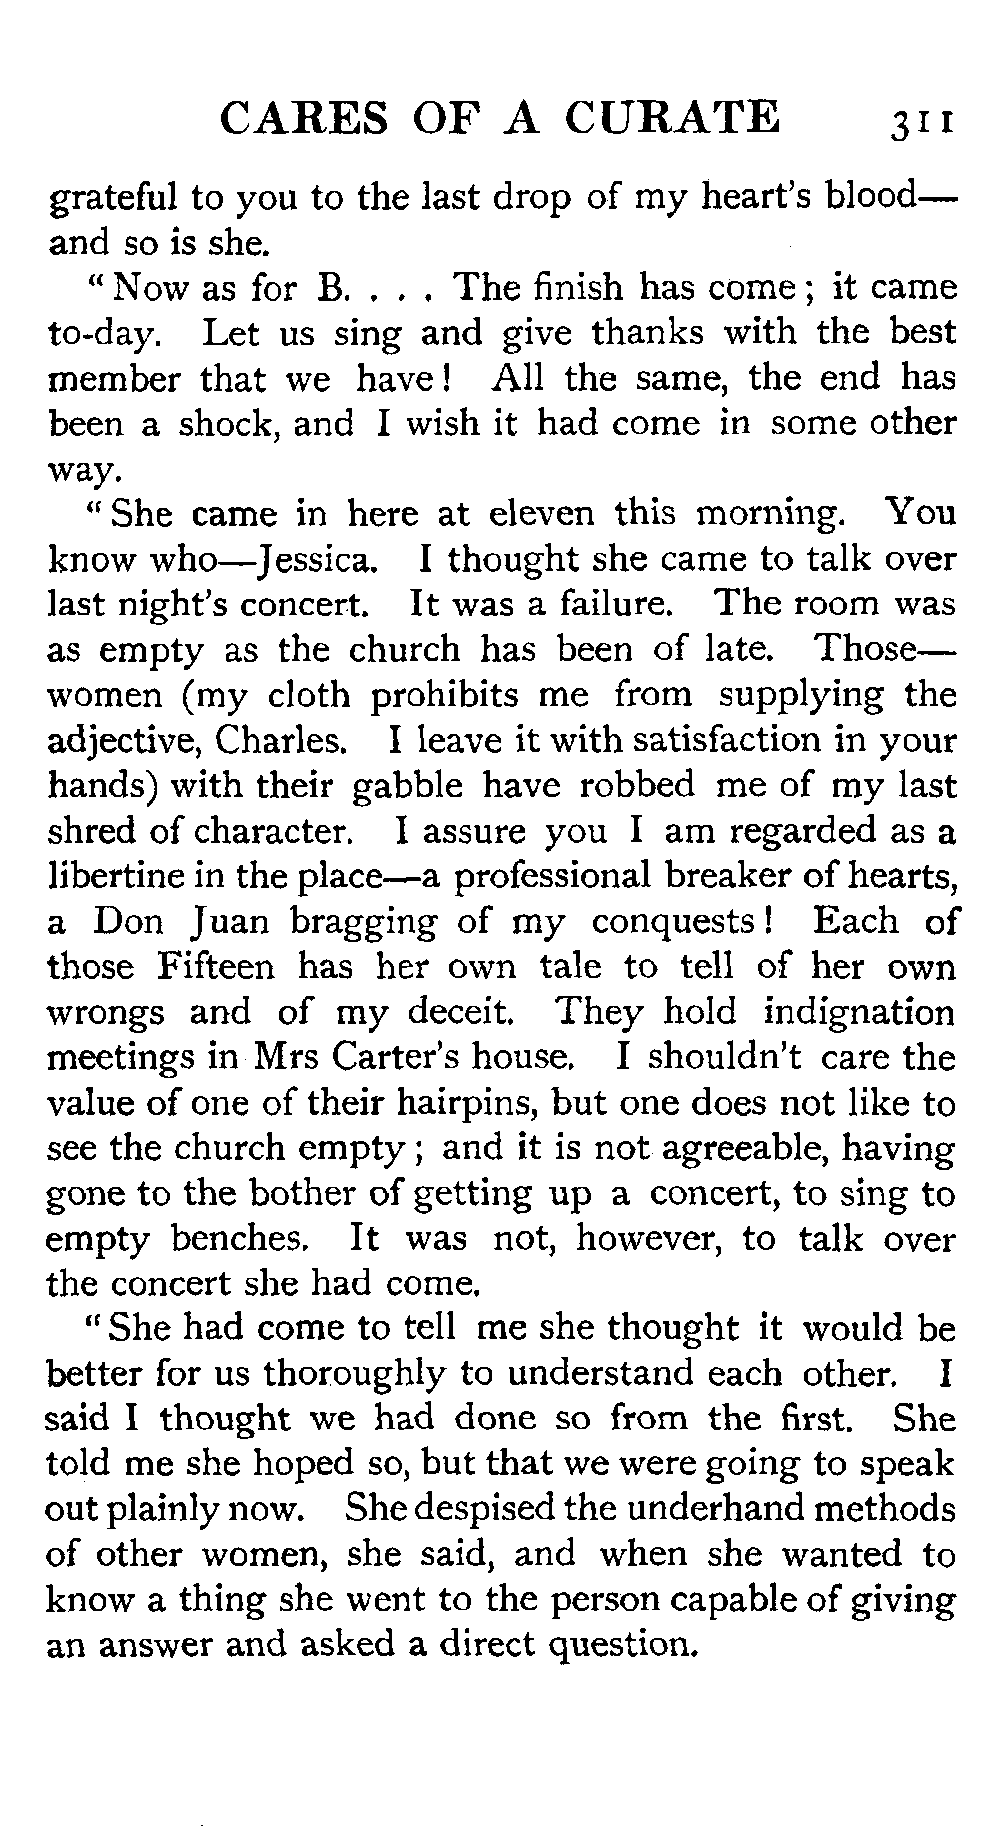 CARES OF A CURATE 311
grateful to you to the last drop of my heart's blood—
and so is she.
“Now as for B. . . . The finish has come; it came
to-day. Let us sing and give thanks with the best
member that we have! All the same, the end has
been a shock, and I wish it had come in some other
way.
“She came in here at eleven this morning. You
know who—Jessica. I thought she came to talk over
last night's concert. It was a failure. The room was
as empty as the church has been of late. Those—
women (my cloth prohibits me from supplying the
adjective, Charles. I leave it with satisfaction in your
hands) with their gabble have robbed me of my last
shred of character. I assure you I am regarded as a
libertine in the place—a professional breaker of hearts,
a Don Juan bragging of my conquests! Each of
those Fifteen has her own tale to tell of her own
wrongs and of my deceit. They hold indignation
meetings in Mrs Carter's house. I shouldn't care the
value of one of their hairpins, but one does not like to
see the church empty; and it is not agreeable, having
gone to the bother of getting up a concert, to sing to
empty benches. It was not, however, to talk over
the concert she had come.
“She had come to tell me she thought it would be
better for us thoroughly to understand each other. I
said I thought we had done so from the first. She
told me she hoped so, but that we were going to speak
out plainly now. She despised the underhand methods
of other women, she said, and when she wanted to
know a thing she went to the person capable of giving
an answer and asked a direct question.